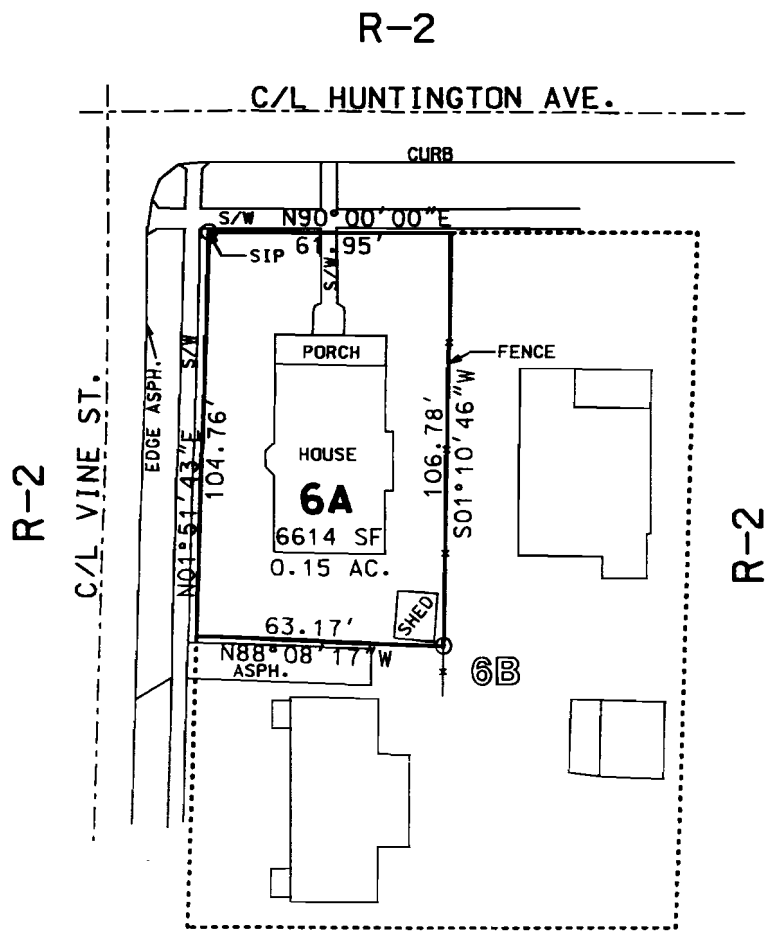 R-2
C/L HUNTINGTON AVE.
CURB
S/W N90°00'00"E
61.95'
SIP
S/W.
EDGE ASPH.
S/W
C/L VINE ST.
R-2
N01°51'43"E
104.76'
PORCH
FENCE
HOUSE
6A
6614 SF
0.15 AC.
106.78'
S01°10'46"W
R-2
SHED
63.17'
N88°08'17"W
ASPH.
6B